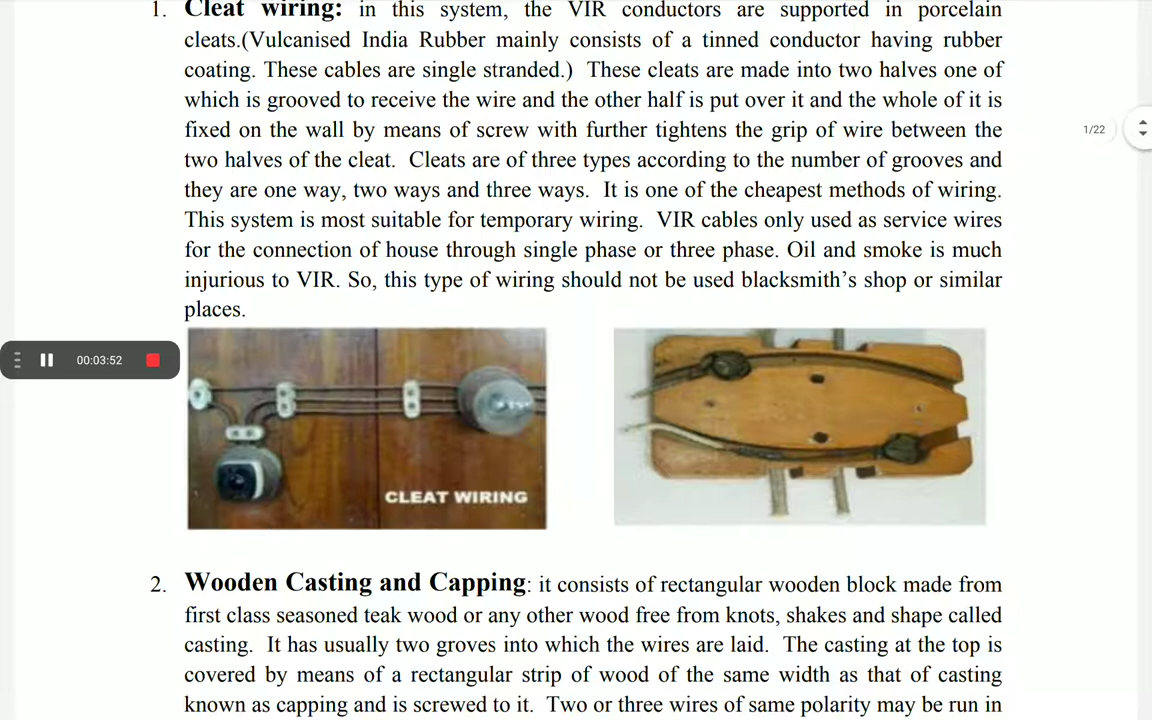 1. Cleat wiring: in this system, the VIR conductors are supported in porcelain
cleats.(Vulcanised India Rubber mainly consists of a tinned conductor having rubber
coating. These cables are single stranded.) These cleats are made into two halves one of
which is grooved to receive the wire and the other half is put over it and the whole of it is
fixed on the wall by means of screw with further tightens the grip of wire between the
two halves of the cleat. Cleats are of three types according to the number of grooves and
they are one way, two ways and three ways. It is one of the cheapest methods of wiring.
This system is most suitable for temporary wiring. VIR cables only used as service wires
for the connection of house through single phase or three phase. Oil and smoke is much
injurious to VIR. So, this type of wiring should not be used blacksmith’s shop or similar
places.
1/22
00:03:52
CLEAT WIRING
2. Wooden Casting and Capping: it consists of rectangular wooden block made from
first class seasoned teak wood or any other wood free from knots, shakes and shape called
casting. It has usually two groves into which the wires are laid. The casting at the top is
covered by means of a rectangular strip of wood of the same width as that of casting
known as capping and is screwed to it. Two or three wires of same polarity may be run in